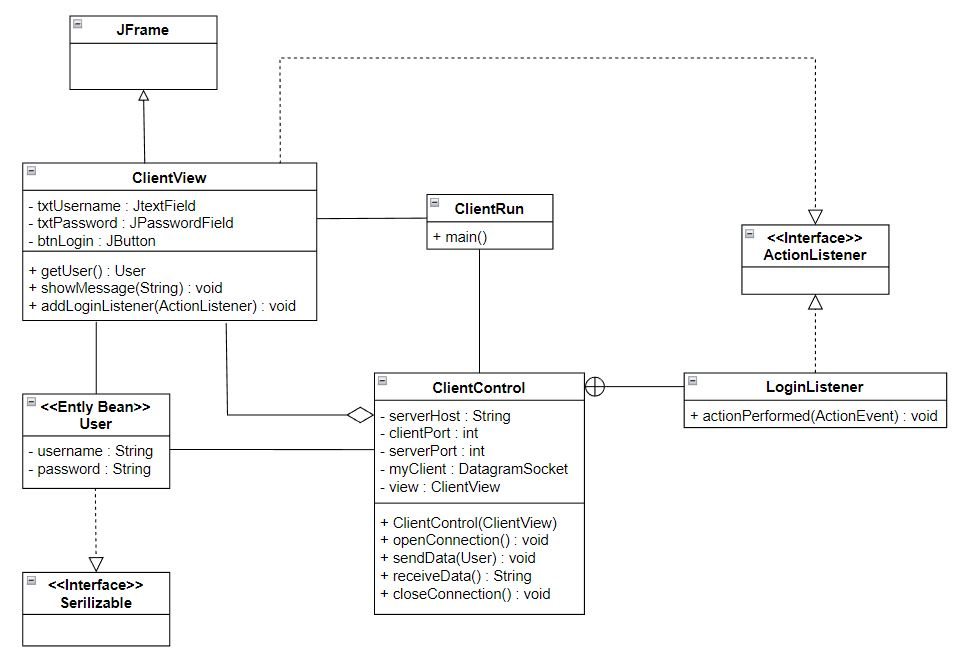 JFrame
ClientView
- txtUsername : JtextField
- txtPassword : JPasswordField
- btnLogin : JButton
+ getUser() : User
+ showMessage(String) : void
+ addLoginListener(ActionListener) : void
ClientRun
+ main()
<<Interface>>
ActionListener
ClientControl
- serverHost : String
- clientPort : int
- serverPort : int
- myClient : DatagramSocket
- view : ClientView
+ ClientControl(ClientView)
+ openConnection() : void
+ sendData(User) : void
+ receiveData() : String
+ closeConnection() : void
LoginListener
+ actionPerformed(ActionEvent) : void
<<Ently Bean>>
User
- username : String
- password : String
<<Interface>>
Serilizable